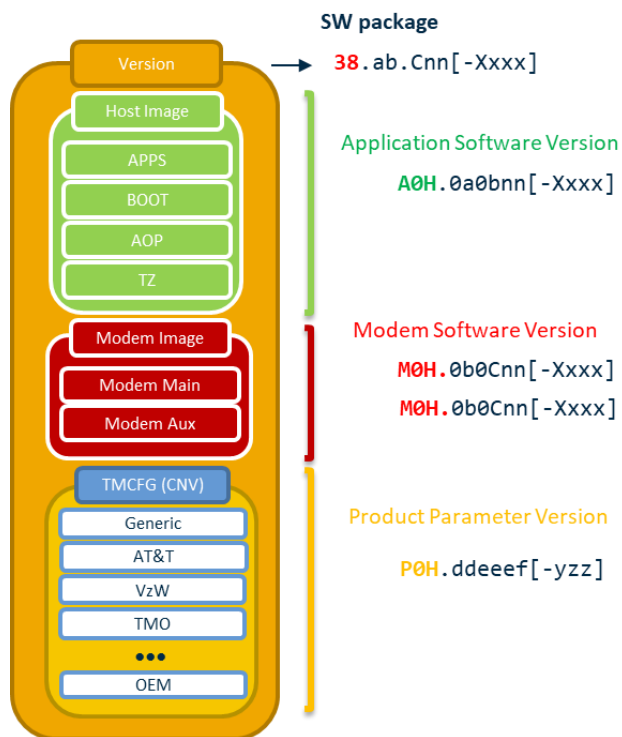 SW package
Version
38.ab.Cnn[-Xxxx]
Host Image
APPS
BOOT
AOP
TZ
Application Software Version
A0H.0a0bnn[-Xxxx]
Modem Image
Modem Main
Modem Aux
Modem Software Version
M0H.0b0Cnn[-Xxxx]
M0H.0b0Cnn[-Xxxx]
TMCFG (CNV)
Generic
AT&T
VzW
TMO
•••
OEM
Product Parameter Version
P0H.ddeeef[-yzz]